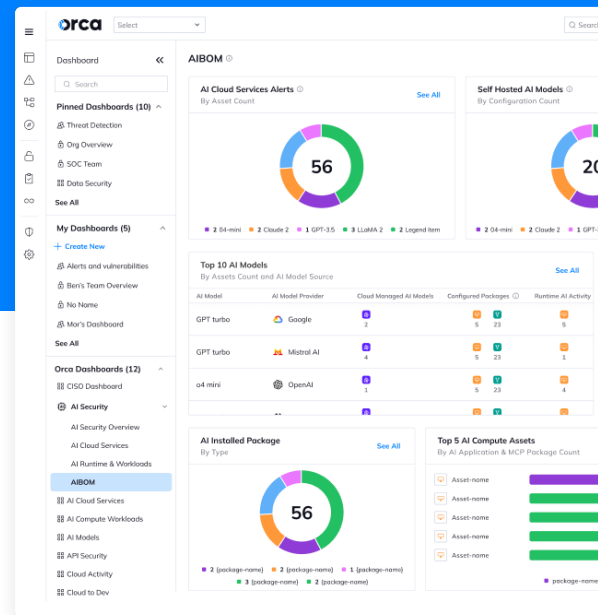 orca
Select
Search
Dashboard
Search
Pinned Dashboards (10)
Threat Detection
Org Overview
SOC Team
Data Security
See All
My Dashboards (5)
Create New
Alerts and vulnerabilities
Ben's Team Overview
No Name
Mor's Dashboard
See All
Orca Dashboards (12)
CISO Dashboard
AI Security
AI Security Overview
AI Cloud Services
AI Runtime & Workloads
AIBOM
AI Cloud Services
AI Compute Workloads
AI Models
API Security
Cloud Activity
Cloud to Dev
AIBOM
AI Cloud Services Alerts
By Asset Count
See All
56
2 04-mini 2 Claude 2 1 GPT-3.5 3 LLaMA 2 2 Legend item
Self Hosted AI Models
By Configuration Count
20
2 04-mini 2 Claude 2 1 GPT-
Top 10 AI Models
By Assets Count and AI Model Source
See All
AI Model AI Model Provider Cloud Managed AI Models Configured Packages Runtime AI Activity
GPT turbo Google 2 5 23 5
GPT turbo Mistral AI 4 5 23 1
o4 mini OpenAI 1 5 23 4
AI Installed Package
By Type
See All
56
2 (package-name) 2 (package-name) 1 (package-name)
3 (package-name) 2 (package-name)
Top 5 AI Compute Assets
By AI Application & MCP Package Count
Asset-name
Asset-name
Asset-name
Asset-name
Asset-name
package-name